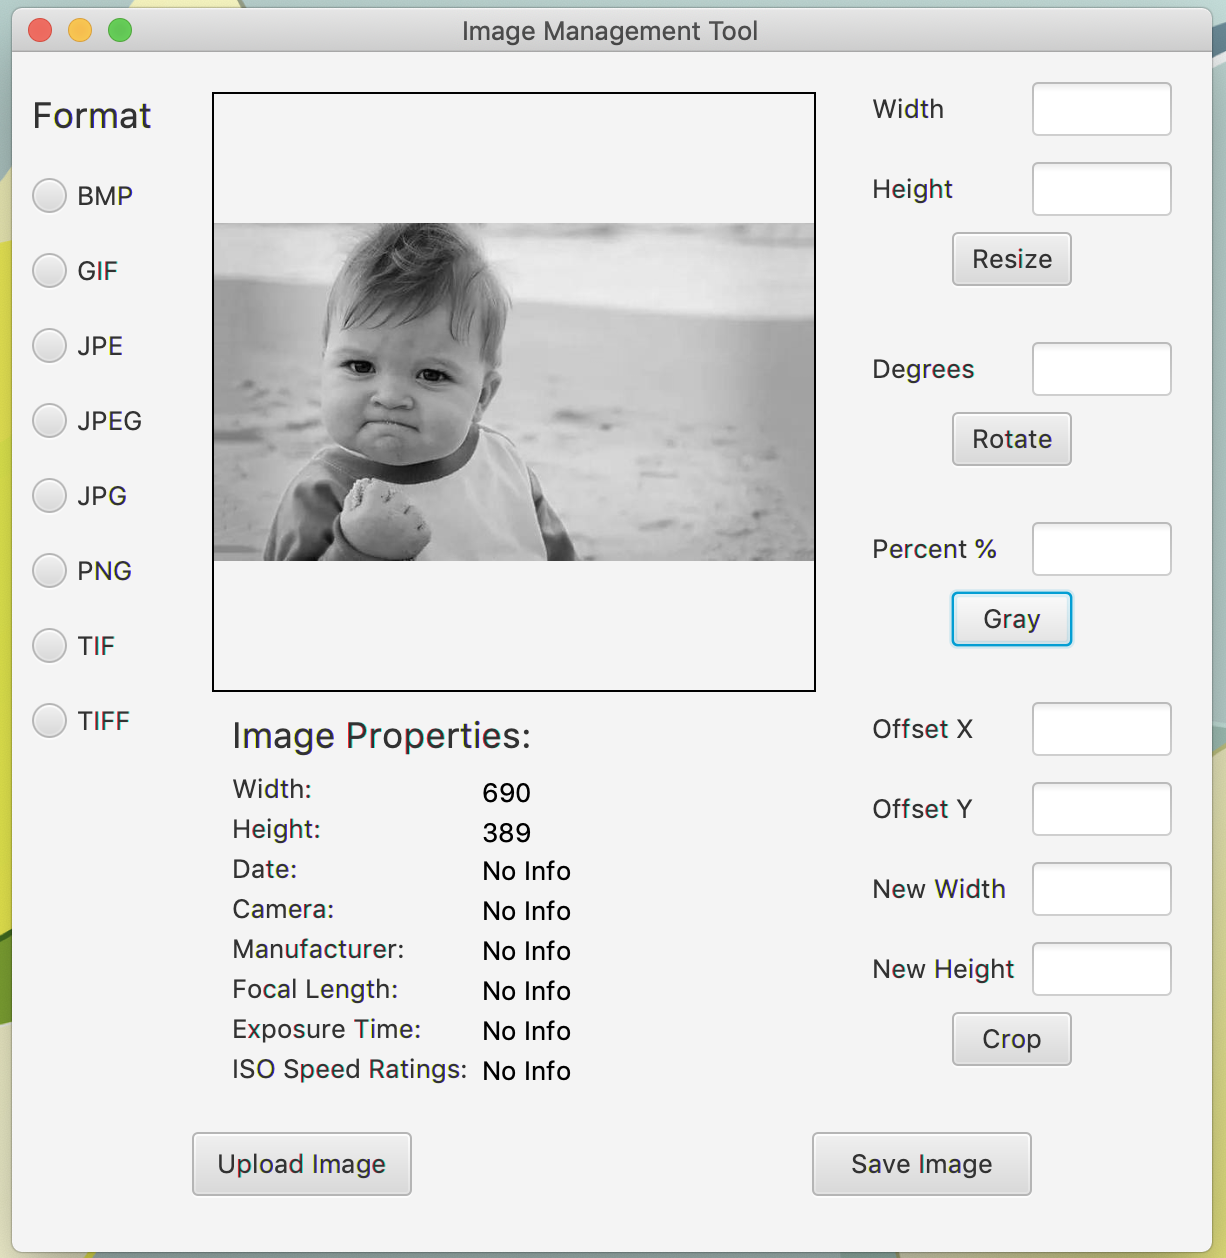 Image Management Tool
Format
BMP
GIF
JPE
JPEG
JPG
PNG
TIF
TIFF
Image Properties:
Width: 690
Height: 389
Date: No Info
Camera: No Info
Manufacturer: No Info
Focal Length: No Info
Exposure Time: No Info
ISO Speed Ratings: No Info
Width
Height
Resize
Degrees
Rotate
Percent %
Gray
Offset X
Offset Y
New Width
New Height
Crop
Upload Image
Save Image